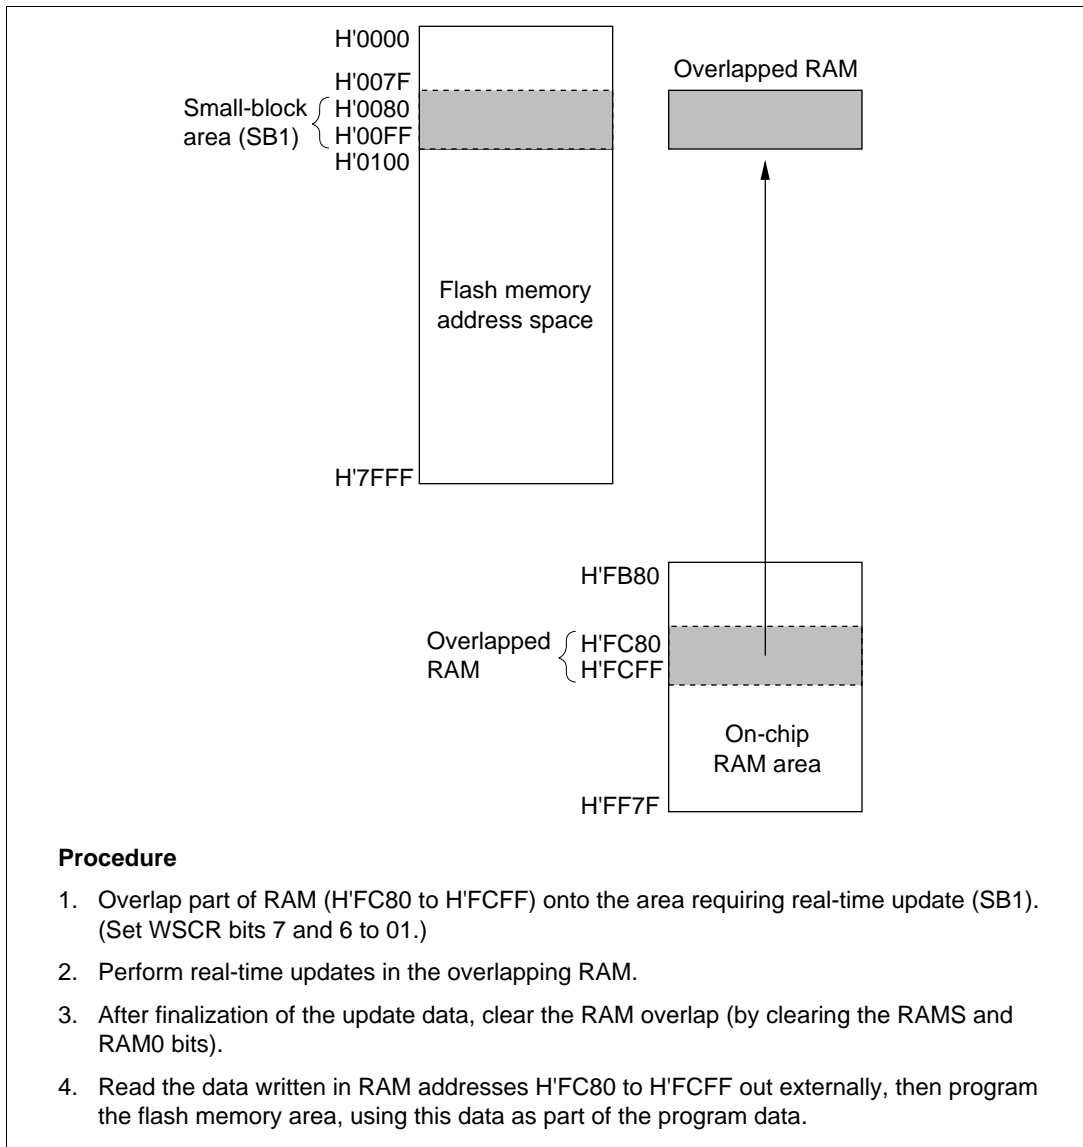 H'0000
H'007F
Small-block
area (SB1)
H'0080
H'00FF
H'0100
Overlapped RAM
Flash memory
address space
H'7FFF
H'FB80
Overlapped
RAM
H'FC80
H'FCFF
On-chip
RAM area
H'FF7F
Procedure
1. Overlap part of RAM (H'FC80 to H'FCFF) onto the area requiring real-time update (SB1).
(Set WSCR bits 7 and 6 to 01.)
2. Perform real-time updates in the overlapping RAM.
3. After finalization of the update data, clear the RAM overlap (by clearing the RAMS and
RAM0 bits).
4. Read the data written in RAM addresses H'FC80 to H'FCFF out externally, then program
the flash memory area, using this data as part of the program data.